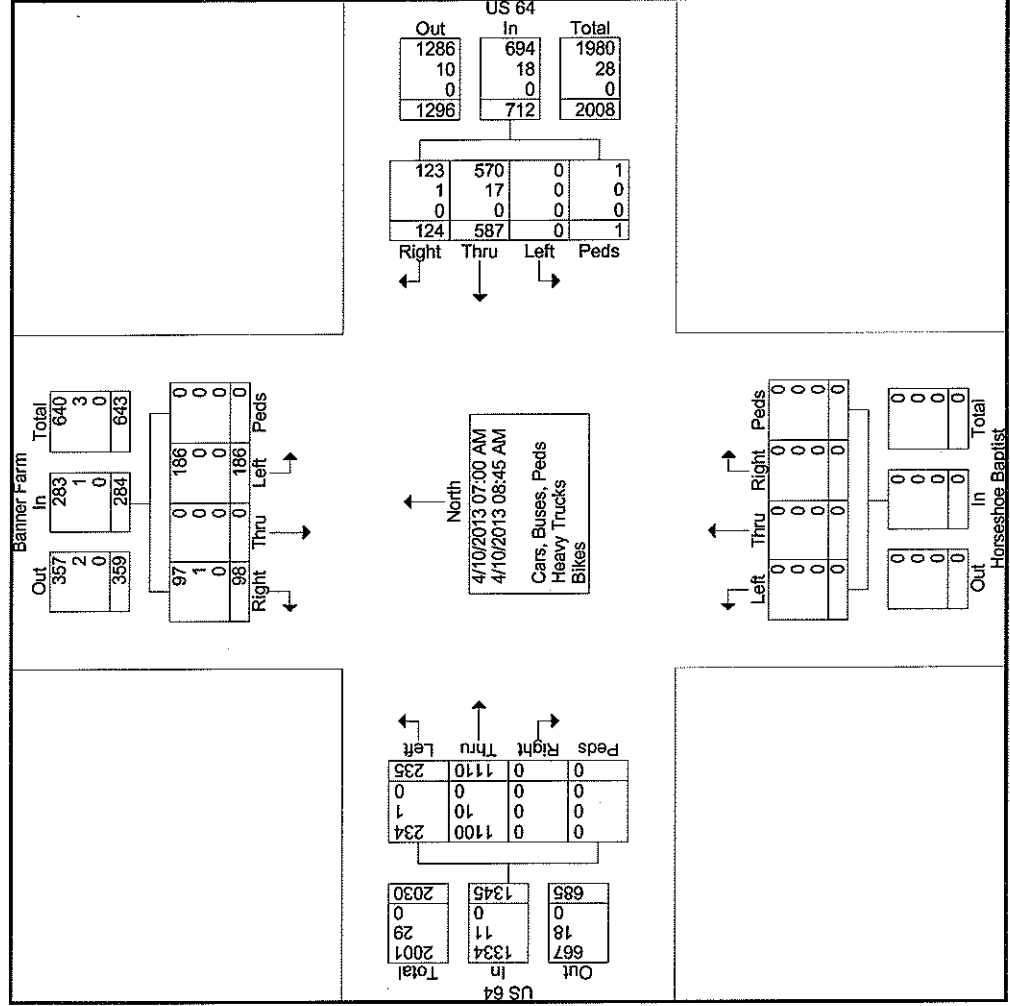 US 64
Out In Total
1286 694 1980
10 18 28
0 0 0
1296 712 2008
123 570 0 1
1 17 0 0
0 0 0 0
124 587 0 1
Right Thru Left Peds
Banner Farm
Out In Total
357 283 640
2 1 3
0 0 0
359 284 643
97 0 186 0
1 0 0 0
0 0 0 0
98 0 186 0
Right Thru Left Peds
North
4/10/2013 07:00 AM
4/10/2013 08:45 AM
Cars, Buses, Peds
Heavy Trucks
Bikes
Left Thru Right Peds
0 0 0 0
0 0 0 0
0 0 0 0
0 0 0 0
0 0 0
0 0 0
0 0 0
0 0 0
Out In Total
Horseshoe Baptist
Left Thru Right Peds
235 1110 0 0
0 0 0 0
1 10 0 0
234 1100 0 0
2030 1345 685
0 0 0
29 11 18
2001 1334 667
Total In Out
US 64